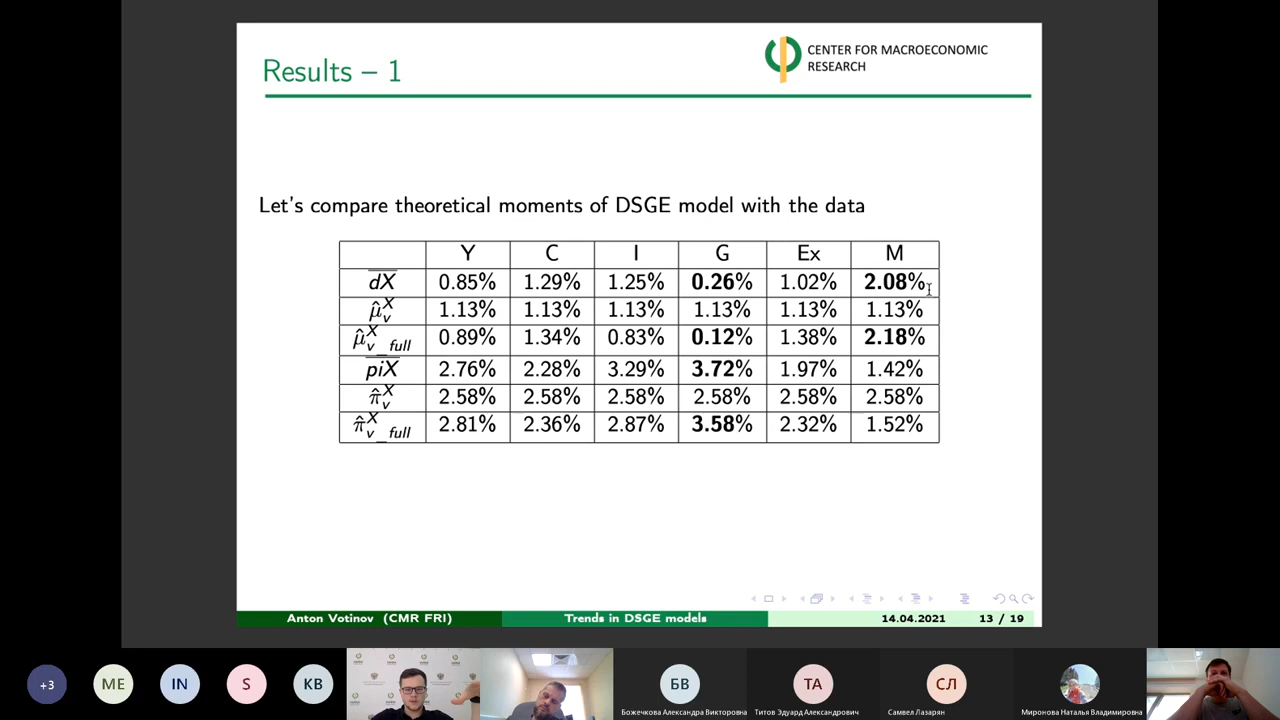 Results – 1
CENTER FOR MACROECONOMIC
RESEARCH
Let's compare theoretical moments of DSGE model with the data
Y C I G Ex M
dX 0.85% 1.29% 1.25% 0.26% 1.02% 2.08%
μ̂ᵥˣ 1.13% 1.13% 1.13% 1.13% 1.13% 1.13%
μ̂ˣv_full 0.89% 1.34% 0.83% 0.12% 1.38% 2.18%
piX 2.76% 2.28% 3.29% 3.72% 1.97% 1.42%
π̂ᵥˣ 2.58% 2.58% 2.58% 2.58% 2.58% 2.58%
π̂ˣv_full 2.81% 2.36% 2.87% 3.58% 2.32% 1.52%
Anton Votinov (CMR FRI) Trends in DSGE models 14.04.2021 13 / 19
+3 ME IN S KB БВ ТА СЛ
Божечкова Александра Викторовна Титов Эдуард Александрович Самвел Лазарян Миронова Наталья Владимировна